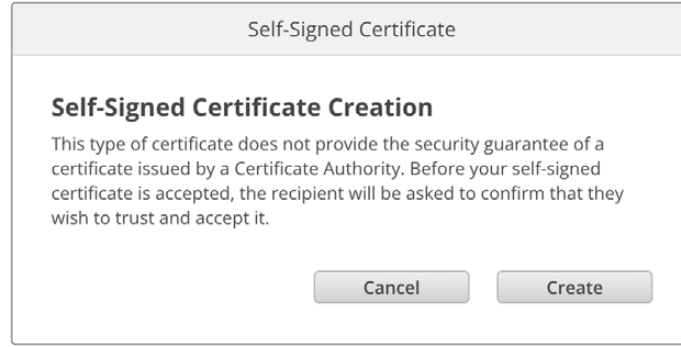 Self-Signed Certificate
Self-Signed Certificate Creation
This type of certificate does not provide the security guarantee of a
certificate issued by a Certificate Authority. Before your self-signed
certificate is accepted, the recipient will be asked to confirm that they
wish to trust and accept it.
Cancel
Create